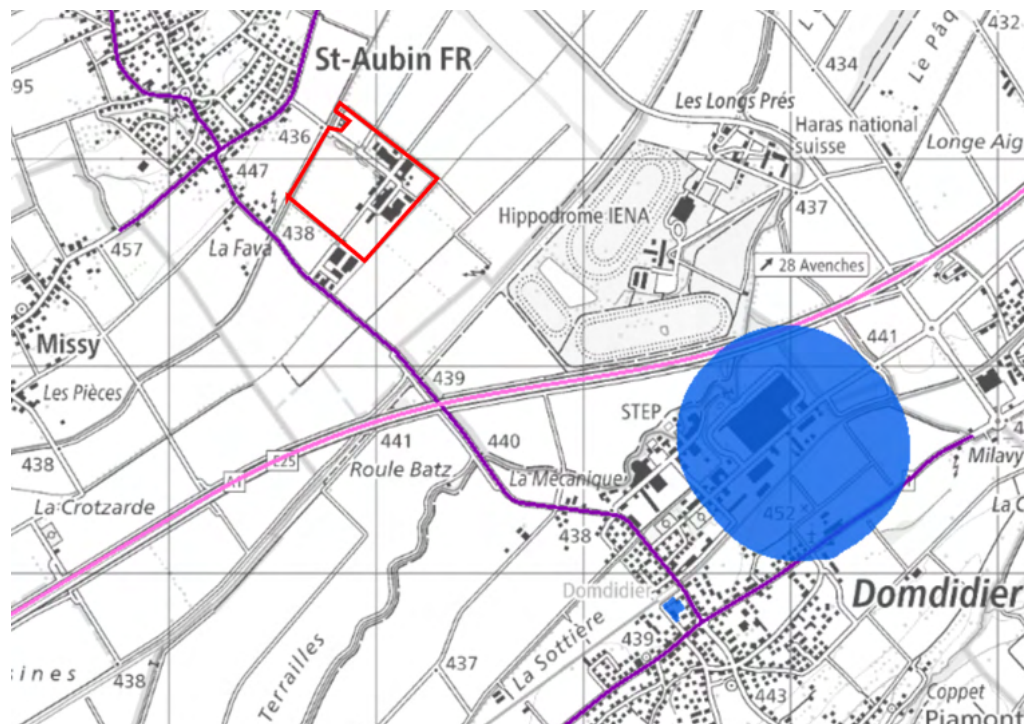 St-Aubin FR
432
Le Pâq
434
95
Les Longs Prés
Haras national
suisse
Longe Aig
436
447
437
Hippodrome IENA
438
La Fava
457
28 Avenches
441
Missy
Les Pièces
439
STEP
440
441
Roule Batz
La Mécanique
Milavy
438
E25
A1
La Crotzarde
452
438
Domdidier
Domdidier
La Sottière
439
Terrailles
437
sines
438
443
Coppet